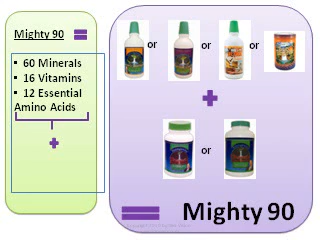 Mighty 90 =
▪ 60 Minerals
▪ 16 Vitamins
▪ 12 Essential
Amino Acids
+
or or or
+
or
= Mighty 90